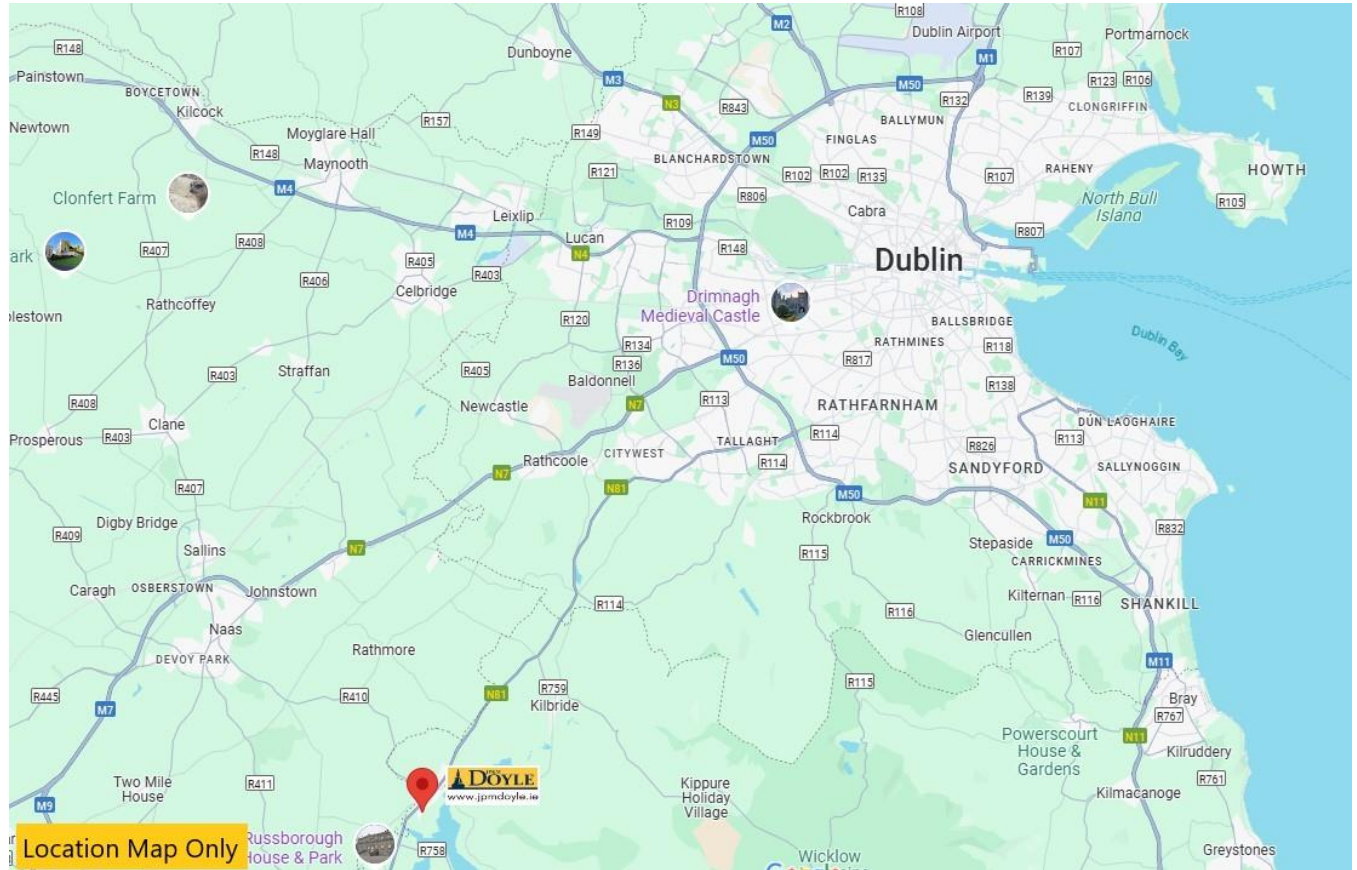 R108
Dublin Airport
M2
Portmarnock
R148
Dunboyne
R107
M1
Painstown
M3
M50
R123
R106
BOYCETOWN
N3
R843
R132
R139
CLONGRIFFIN
Kilcock
R157
BALLYMUN
Newtown
Moyglare Hall
R149
M50
FINGLAS
R148
Maynooth
BLANCHARDSTOWN
RAHENY
HOWTH
R121
R102
R102
R135
R107
M4
Clonfert Farm
R806
North Bull
Island
R105
Leixlip
Cabra
R109
M4
Lucan
R807
R407
R408
N4
R148
ark
R405
R403
Dublin
R406
Celbridge
Drimnagh
Medieval Castle
Rathcoffey
R120
BALLSBRIDGE
Dublin Bay
plestown
R134
RATHMINES
R118
R136
M50
R817
R403
Straffan
R405
Baldonnell
R138
R408
Newcastle
N7
R113
RATHFARNHAM
Clane
DÚN LAOGHAIRE
Prosperous
R403
R114
R113
TALLAGHT
R826
CITYWEST
Rathcoole
R114
SANDYFORD
SALLYNOGGIN
N7
R407
N81
M50
N11
Digby Bridge
Rockbrook
R832
R409
Sallins
N7
Stepaside
M50
R115
CARRICKMINES
Caragh
OSBERSTOWN
Johnstown
Kilternan
R116
SHANKILL
R114
R116
Naas
Glencullen
Rathmore
DEVOY PARK
M11
R115
R445
R410
N81
R759
Bray
M7
Kilbride
R767
Powerscourt
House &
Gardens
N11
Kilruddery
R761
Two Mile
House
R411
DOYLE
www.jpmdoyle.ie
Kippure
Holiday
Village
Kilmacanoge
M9
Location Map Only
Russborough
House & Park
R758
Wicklow
Greystones